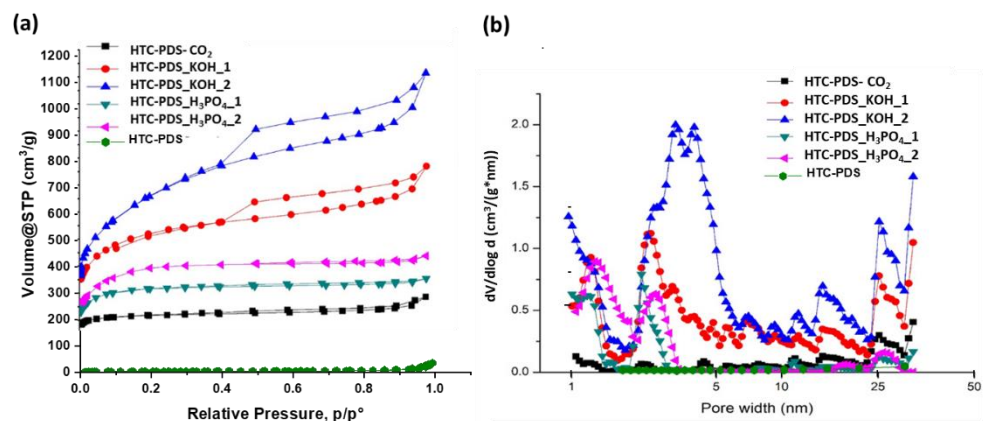 (a)
HTC-PDS- CO₂
HTC-PDS_KOH_1
HTC-PDS_KOH_2
HTC-PDS_H₃PO₄_1
HTC-PDS_H₃PO₄_2
HTC-PDS
1200
1100
1000
900
800
700
600
500
400
300
200
100
0
Volume@STP (cm³/g)
0.0 0.2 0.4 0.6 0.8 1.0
Relative Pressure, p/p°
(b)
HTC-PDS- CO₂
HTC-PDS_KOH_1
HTC-PDS_KOH_2
HTC-PDS_H₃PO₄_1
HTC-PDS_H₃PO₄_2
HTC-PDS
2.0
1.5
1.0
0.5
0.0
dV/dlog d (cm³/(g*nm))
1 5 10 25 50
Pore width (nm)